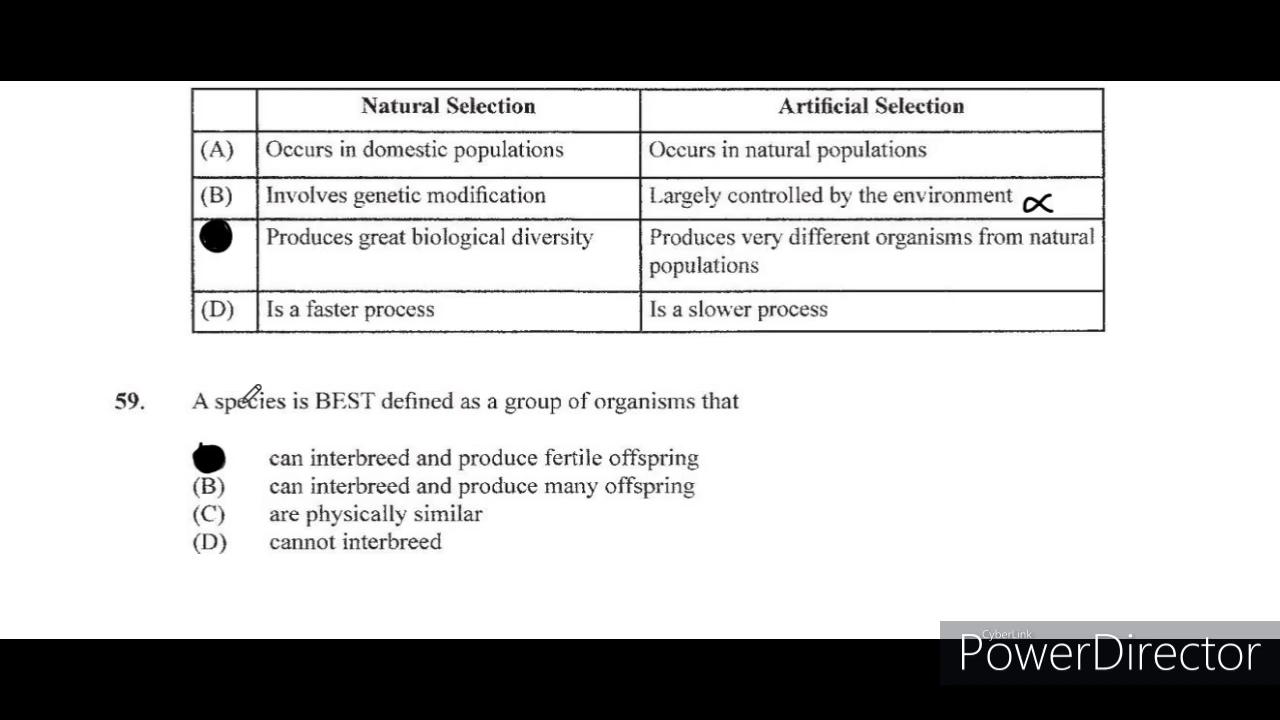 Natural Selection Artificial Selection
(A) Occurs in domestic populations Occurs in natural populations
(B) Involves genetic modification Largely controlled by the environment ∝
Produces great biological diversity Produces very different organisms from natural
populations
(D) Is a faster process Is a slower process
59. A species is BEST defined as a group of organisms that
can interbreed and produce fertile offspring
(B) can interbreed and produce many offspring
(C) are physically similar
(D) cannot interbreed
CyberLink
PowerDirector